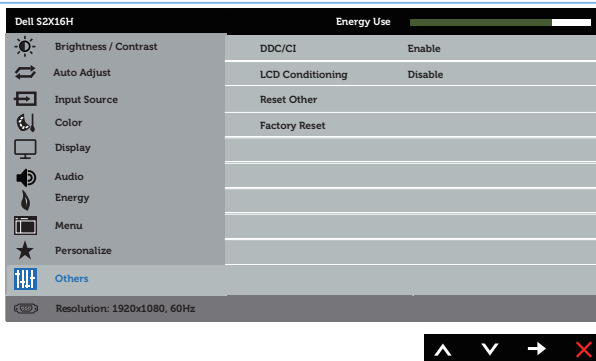 Dell S2X16H Energy Use
Brightness / Contrast
Auto Adjust
Input Source
Color
Display
Audio
Energy
Menu
Personalize
Others
DDC/CI Enable
LCD Conditioning Disable
Reset Other
Factory Reset
Resolution: 1920x1080, 60Hz